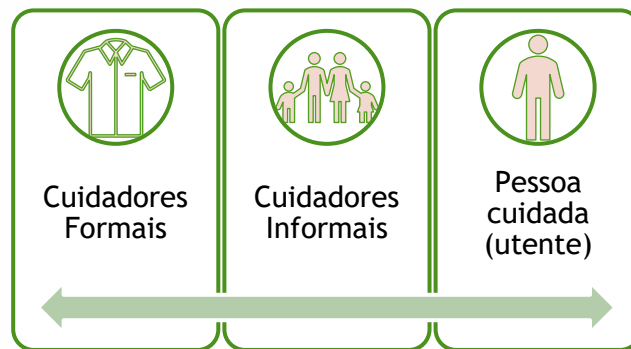 Cuidadores
Formais
Cuidadores
Informais
Pessoa
cuidada
(utente)